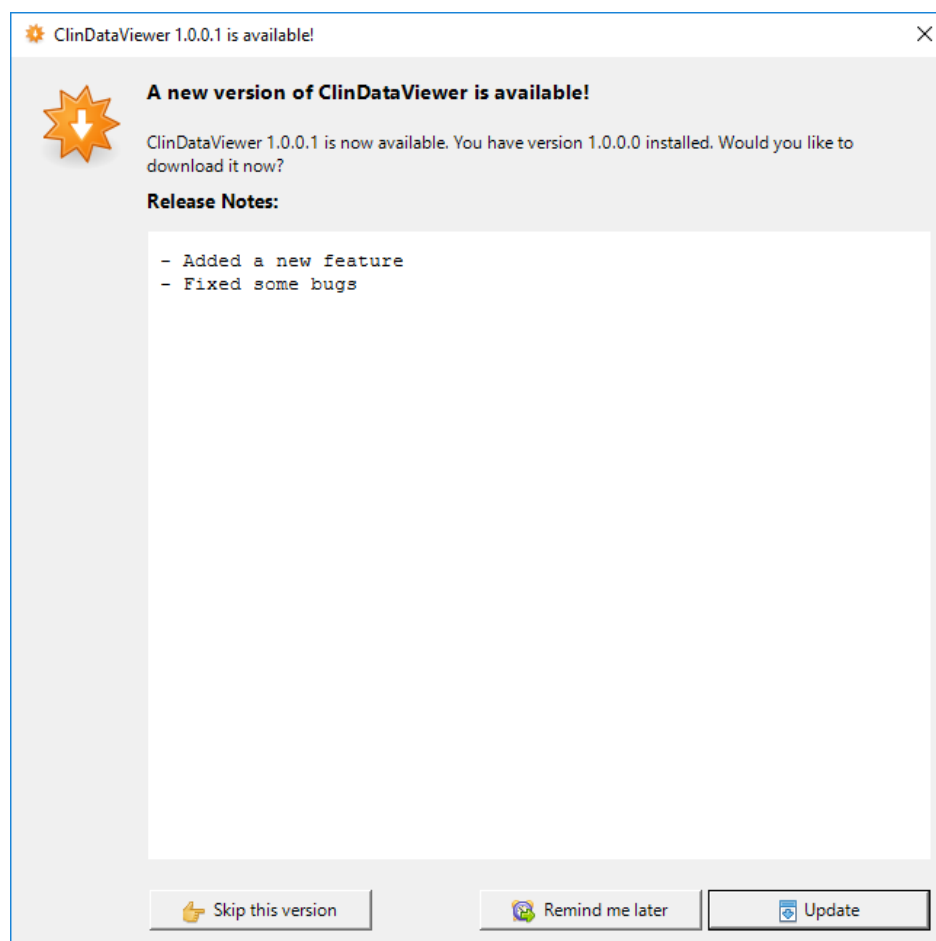 ClinDataViewer 1.0.0.1 is available!
A new version of ClinDataViewer is available!
ClinDataViewer 1.0.0.1 is now available. You have version 1.0.0.0 installed. Would you like to
download it now?
Release Notes:
- Added a new feature
- Fixed some bugs
Skip this version
Remind me later
Update